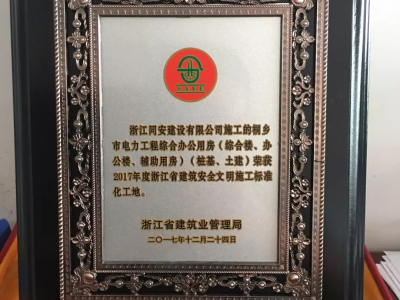 浙江同安建设有限公司施工的桐乡
市电力工程综合办公用房（综合楼、办
公楼、辅助用房）（桩基、土建）荣获
2017年度浙江省建筑安全文明施工标准
化工地。
浙江省建筑业管理局
二〇一七年十二月二十四日